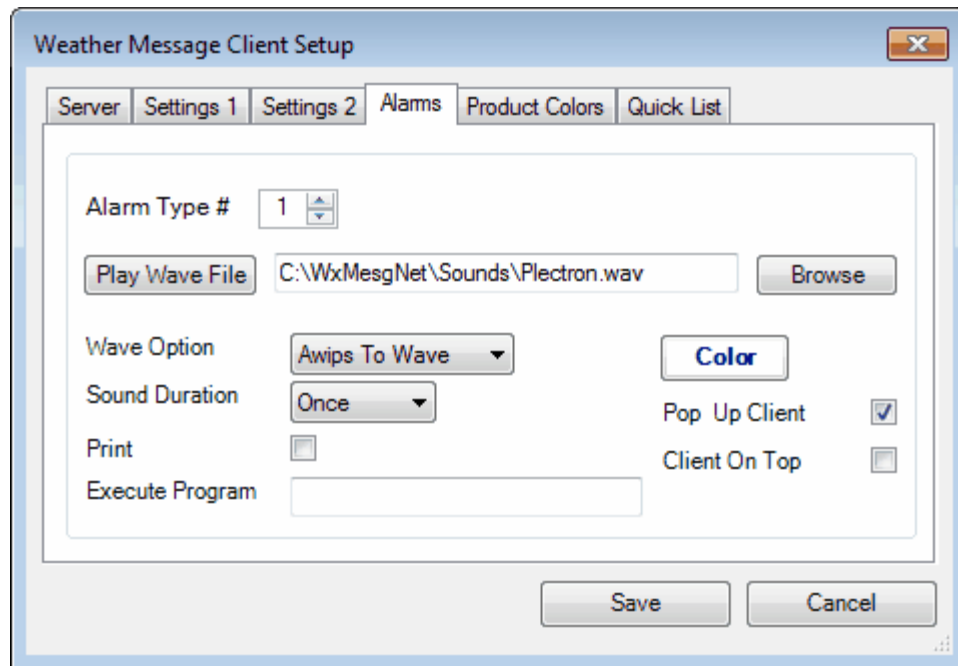 Weather Message Client Setup
Server Settings 1 Settings 2 Alarms Product Colors Quick List
Alarm Type # 1
Play Wave File C:\WxMesgNet\Sounds\Plectron.wav Browse
Wave Option Awips To Wave Color
Sound Duration Once Pop Up Client
Print Client On Top
Execute Program
Save Cancel